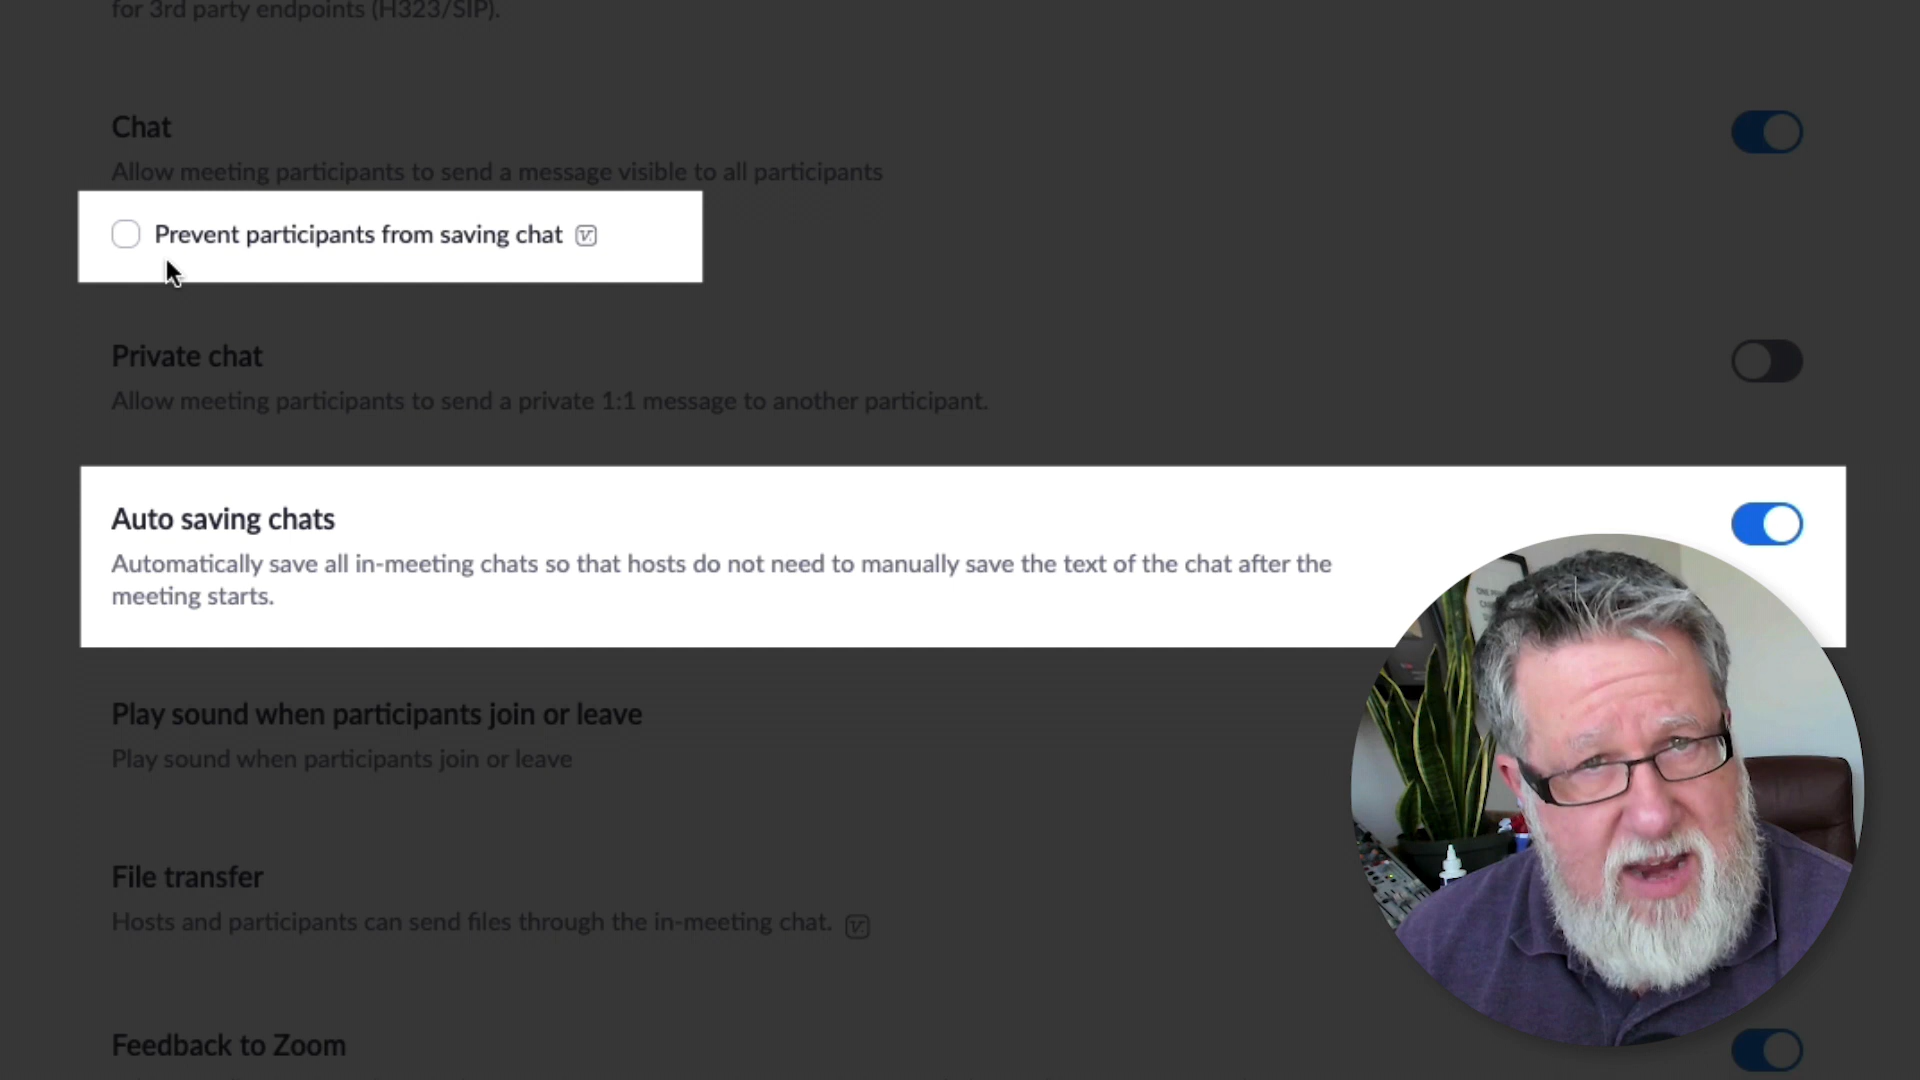 for 3rd party endpoints (H323/SIP).
Chat
Allow meeting participants to send a message visible to all participants
Prevent participants from saving chat
Private chat
Allow meeting participants to send a private 1:1 message to another participant.
Auto saving chats
Automatically save all in-meeting chats so that hosts do not need to manually save the text of the chat after the
meeting starts.
Play sound when participants join or leave
Play sound when participants join or leave
File transfer
Hosts and participants can send files through the in-meeting chat.
Feedback to Zoom